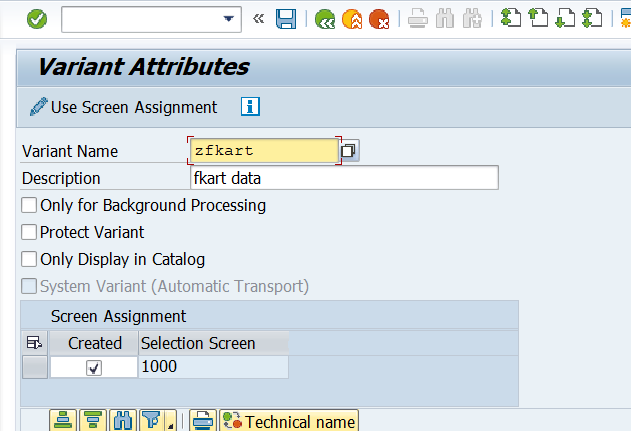 Variant Attributes
Use Screen Assignment
Variant Name zfkart
Description fkart data
Only for Background Processing
Protect Variant
Only Display in Catalog
System Variant (Automatic Transport)
Screen Assignment
Created Selection Screen
1000
Technical name